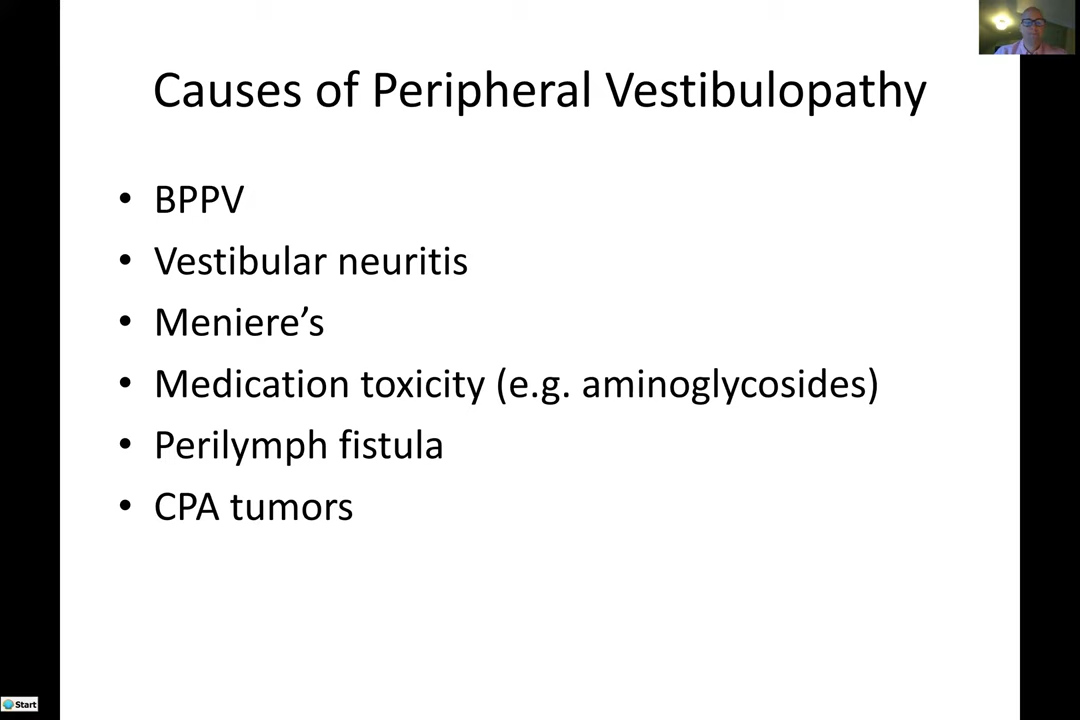 Causes of Peripheral Vestibulopathy
• BPPV
• Vestibular neuritis
• Meniere’s
• Medication toxicity (e.g. aminoglycosides)
• Perilymph fistula
• CPA tumors
Start